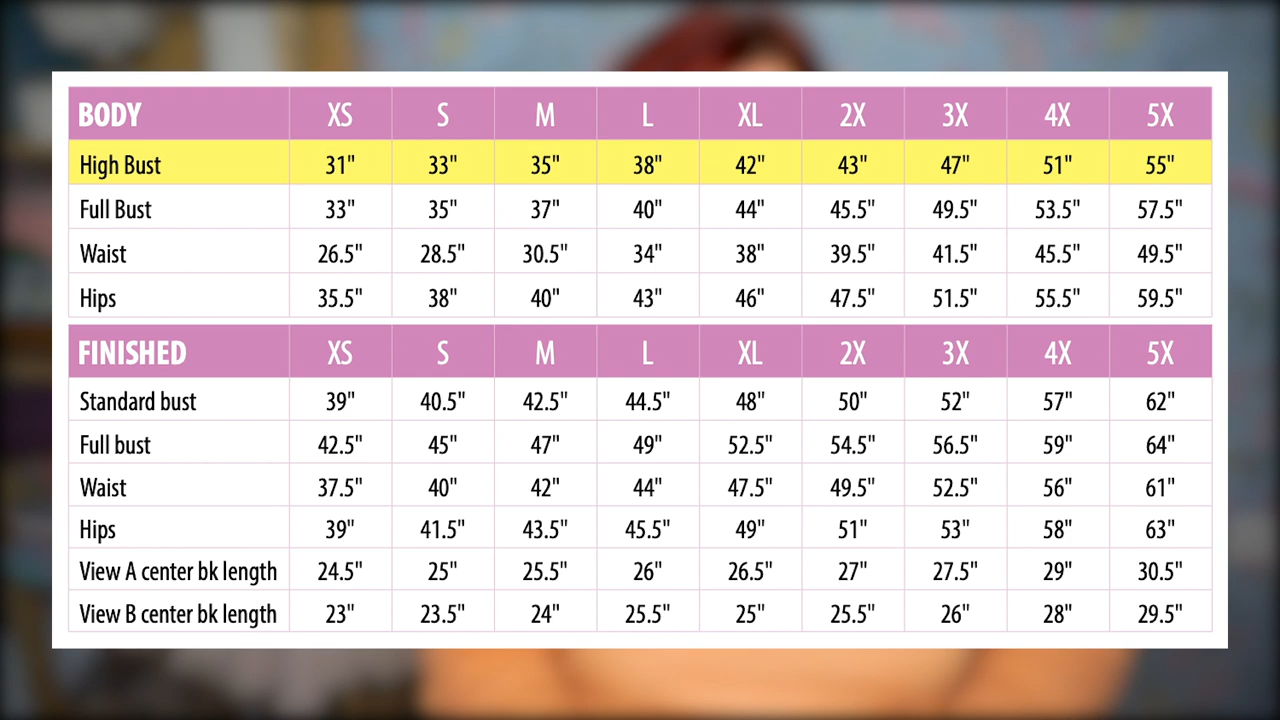 BODY XS S M L XL 2X 3X 4X 5X
High Bust 31" 33" 35" 38" 42" 43" 47" 51" 55"
Full Bust 33" 35" 37" 40" 44" 45.5" 49.5" 53.5" 57.5"
Waist 26.5" 28.5" 30.5" 34" 38" 39.5" 41.5" 45.5" 49.5"
Hips 35.5" 38" 40" 43" 46" 47.5" 51.5" 55.5" 59.5"
FINISHED XS S M L XL 2X 3X 4X 5X
Standard bust 39" 40.5" 42.5" 44.5" 48" 50" 52" 57" 62"
Full bust 42.5" 45" 47" 49" 52.5" 54.5" 56.5" 59" 64"
Waist 37.5" 40" 42" 44" 47.5" 49.5" 52.5" 56" 61"
Hips 39" 41.5" 43.5" 45.5" 49" 51" 53" 58" 63"
View A center bk length 24.5" 25" 25.5" 26" 26.5" 27" 27.5" 29" 30.5"
View B center bk length 23" 23.5" 24" 25.5" 25" 25.5" 26" 28" 29.5"